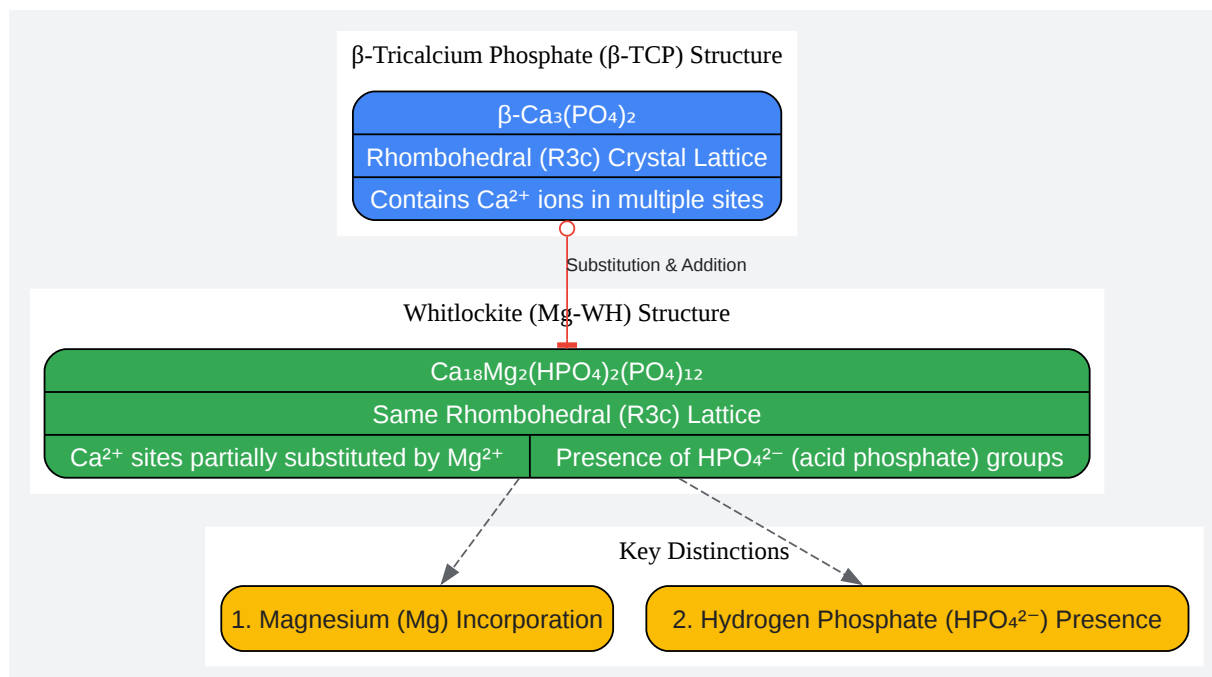 β-Tricalcium Phosphate (β-TCP) Structure
β-Ca₃(PO₄)₂
Rhombohedral (R3c) Crystal Lattice
Contains Ca²⁺ ions in multiple sites
Substitution & Addition
Whitlockite (Mg-WH) Structure
Ca₁₈Mg₂(HPO₄)₂(PO₄)₁₂
Same Rhombohedral (R3c) Lattice
Ca²⁺ sites partially substituted by Mg²⁺
Presence of HPO₄²⁻ (acid phosphate) groups
Key Distinctions
1. Magnesium (Mg) Incorporation
2. Hydrogen Phosphate (HPO₄²⁻) Presence